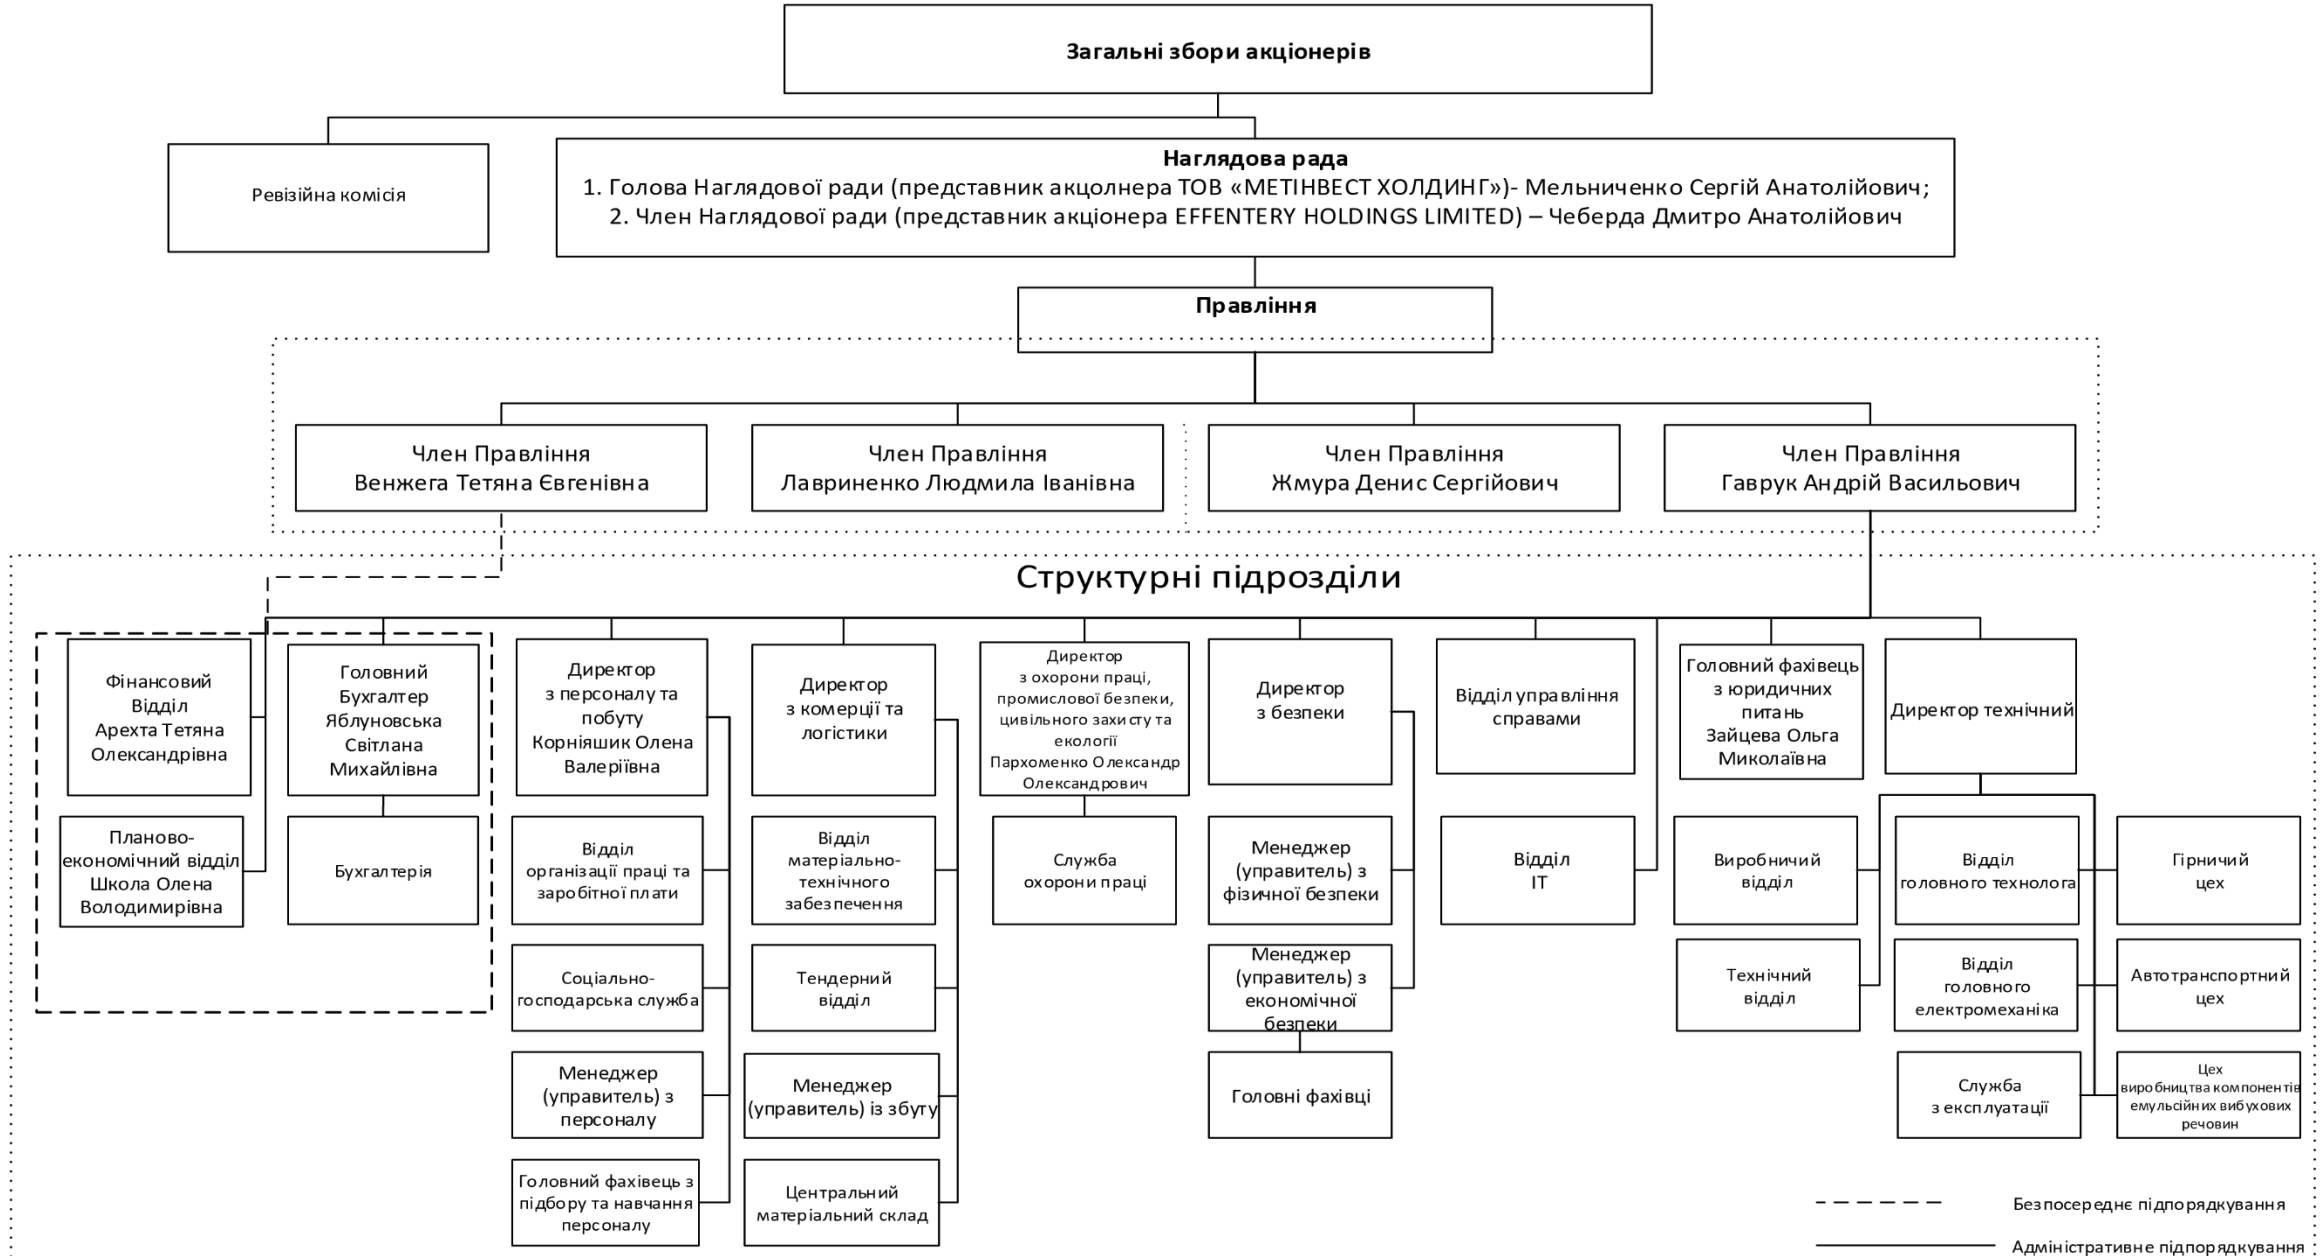 Загальні збори акціонерів
Ревізійна комісія
Наглядова рада
1. Голова Наглядової ради (представник акцолнера ТОВ «МЕТІНВЕСТ ХОЛДИНГ»)- Мельниченко Сергій Анатолійович;
2. Член Наглядової ради (представник акціонера EFFENTERY HOLDINGS LIMITED) – Чеберда Дмитро Анатолійович
Правління
Член Правління
Венжега Тетяна Євгенівна
Член Правління
Лавриненко Людмила Іванівна
Член Правління
Жмура Денис Сергійович
Член Правління
Гаврук Андрій Васильович
Структурні підрозділи
Фінансовий
Відділ
Арехта Тетяна
Олександрівна
Головний
Бухгалтер
Яблуновська
Світлана
Михайлівна
Директор
з персоналу та
побуту
Корніяшик Олена
Валеріївна
Директор
з комерції та
логістики
Директор
з охорони праці,
промислової безпеки,
цивільного захисту та
екології
Пархоменко Олександр
Олександрович
Директор
з безпеки
Відділ управління
справами
Головний фахівець
з юридичних
питань
Зайцева Ольга
Миколаївна
Директор технічний
Планово-
економічний відділ
Школа Олена
Володимирівна
Бухгалтерія
Відділ
організації праці та
заробітної плати
Відділ
матеріально-
технічного
забезпечення
Служба
охорони праці
Менеджер
(управитель) з
фізичної безпеки
Відділ
ІТ
Виробничий
відділ
Відділ
головного технолога
Гірничий
цех
Соціально-
господарська служба
Тендерний
відділ
Менеджер
(управитель) з
економічної
безпеки
Технічний
відділ
Відділ
головного
електромеханіка
Автотранспортний
цех
Менеджер
(управитель) з
персоналу
Менеджер
(управитель) із збуту
Головні фахівці
Служба
з експлуатації
Цех
виробництва компонентів
емульсійних вибухових
речовин
Головний фахівець з
підбору та навчання
персоналу
Центральний
матеріальний склад
Безпосереднє підпорядкування
Адміністративне підпорядкування